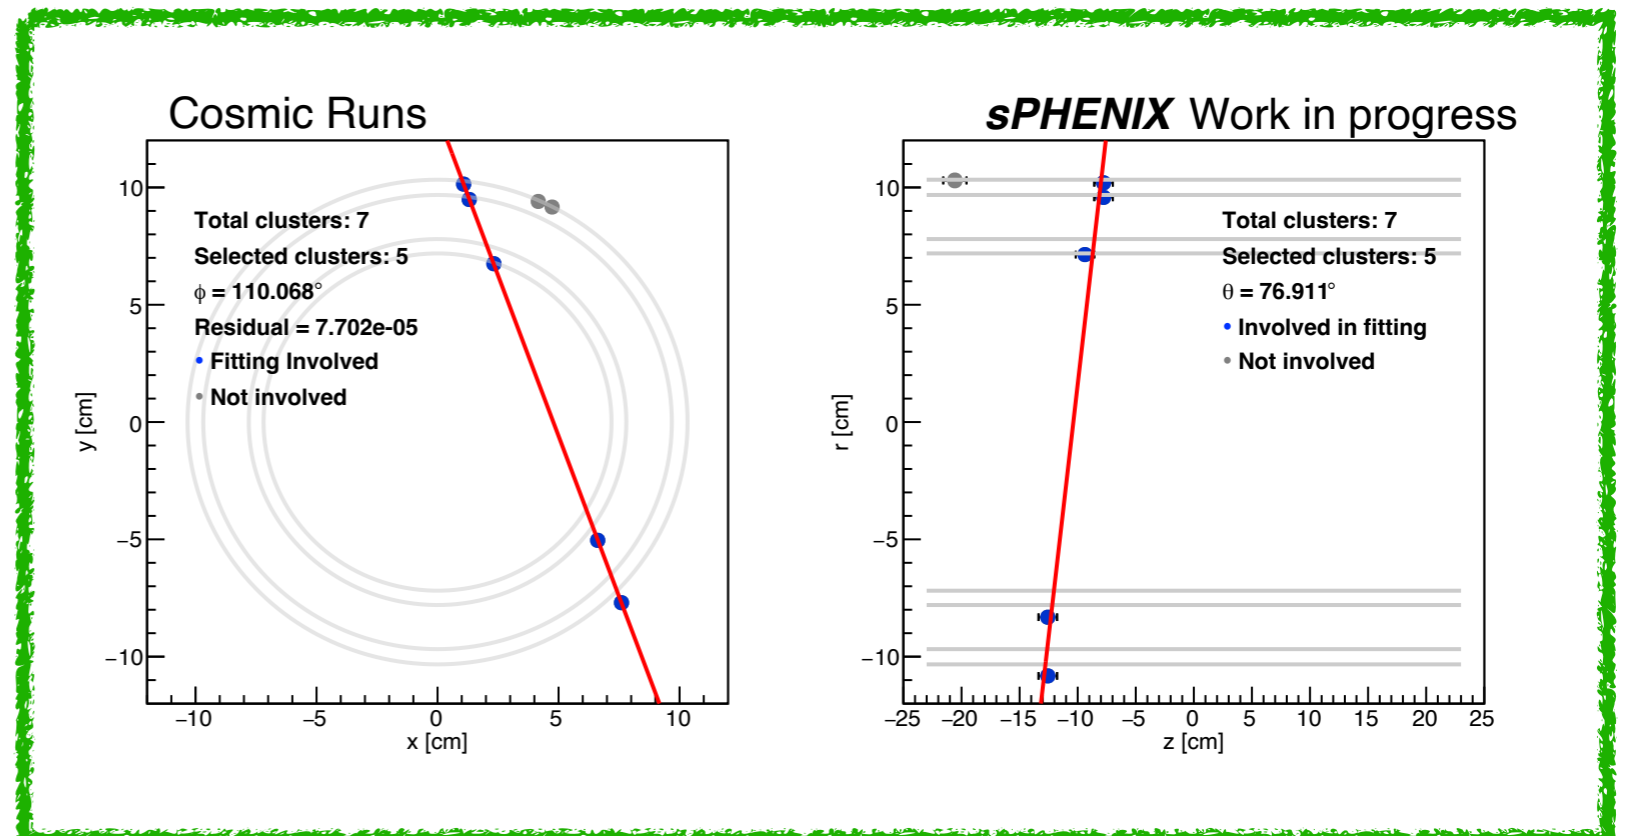 Cosmic Runs
Total clusters: 7
Selected clusters: 5
ϕ = 110.068°
Residual = 7.702e-05
Fitting Involved
Not involved
10
5
0
−5
−10
y [cm]
−10 −5 0 5 10
x [cm]
sPHENIX Work in progress
Total clusters: 7
Selected clusters: 5
θ = 76.911°
Involved in fitting
Not involved
10
5
0
−5
−10
r [cm]
−25 −20 −15 −10 −5 0 5 10 15 20 25
z [cm]